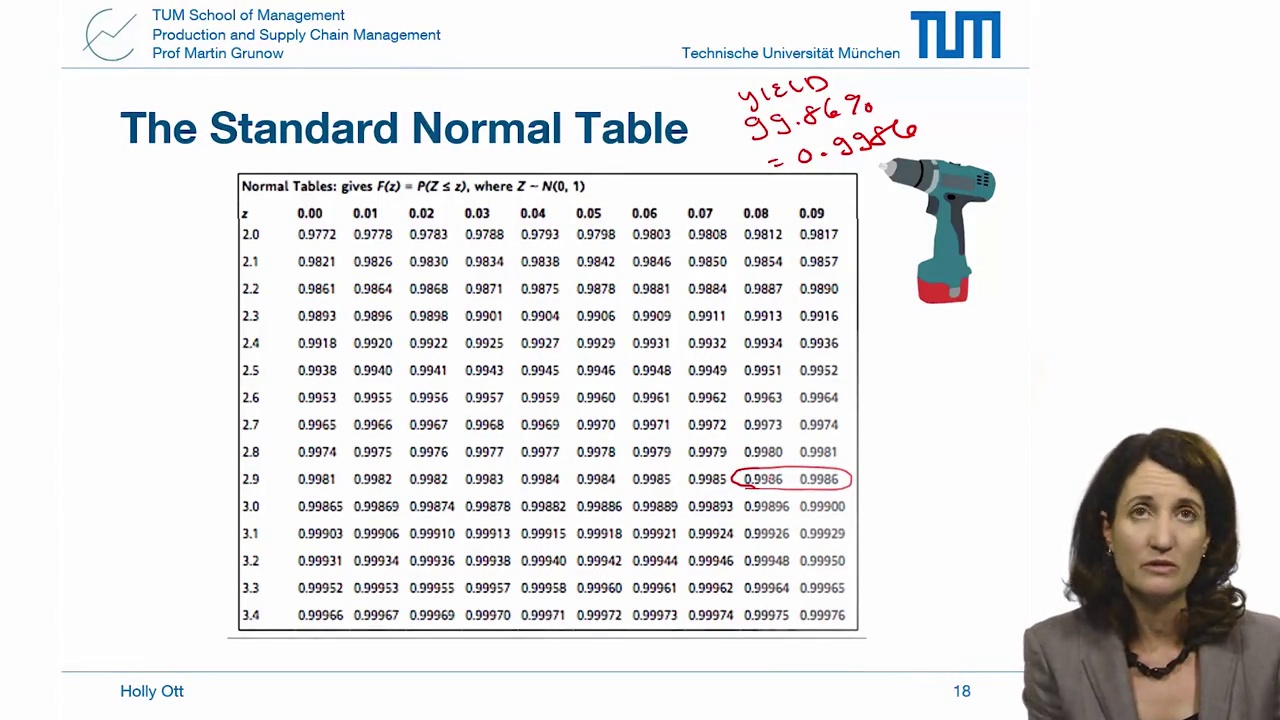 TUM School of Management
Production and Supply Chain Management
Prof Martin Grunow
Technische Universität München
TUM
The Standard Normal Table
YIELD
99.86%
= 0.9986
Normal Tables: gives F(z) = P(Z ≤ z), where Z ~ N(0, 1)
z 0.00 0.01 0.02 0.03 0.04 0.05 0.06 0.07 0.08 0.09
2.0 0.9772 0.9778 0.9783 0.9788 0.9793 0.9798 0.9803 0.9808 0.9812 0.9817
2.1 0.9821 0.9826 0.9830 0.9834 0.9838 0.9842 0.9846 0.9850 0.9854 0.9857
2.2 0.9861 0.9864 0.9868 0.9871 0.9875 0.9878 0.9881 0.9884 0.9887 0.9890
2.3 0.9893 0.9896 0.9898 0.9901 0.9904 0.9906 0.9909 0.9911 0.9913 0.9916
2.4 0.9918 0.9920 0.9922 0.9925 0.9927 0.9929 0.9931 0.9932 0.9934 0.9936
2.5 0.9938 0.9940 0.9941 0.9943 0.9945 0.9946 0.9948 0.9949 0.9951 0.9952
2.6 0.9953 0.9955 0.9956 0.9957 0.9959 0.9960 0.9961 0.9962 0.9963 0.9964
2.7 0.9965 0.9966 0.9967 0.9968 0.9969 0.9970 0.9971 0.9972 0.9973 0.9974
2.8 0.9974 0.9975 0.9976 0.9977 0.9977 0.9978 0.9979 0.9979 0.9980 0.9981
2.9 0.9981 0.9982 0.9982 0.9983 0.9984 0.9984 0.9985 0.9985 0.9986 0.9986
3.0 0.99865 0.99869 0.99874 0.99878 0.99882 0.99886 0.99889 0.99893 0.99896 0.99900
3.1 0.99903 0.99906 0.99910 0.99913 0.99915 0.99918 0.99921 0.99924 0.99926 0.99929
3.2 0.99931 0.99934 0.99936 0.99938 0.99940 0.99942 0.99944 0.99946 0.99948 0.99950
3.3 0.99952 0.99953 0.99955 0.99957 0.99958 0.99960 0.99961 0.99962 0.99964 0.99965
3.4 0.99966 0.99967 0.99969 0.99970 0.99971 0.99972 0.99973 0.99974 0.99975 0.99976
Holly Ott
18